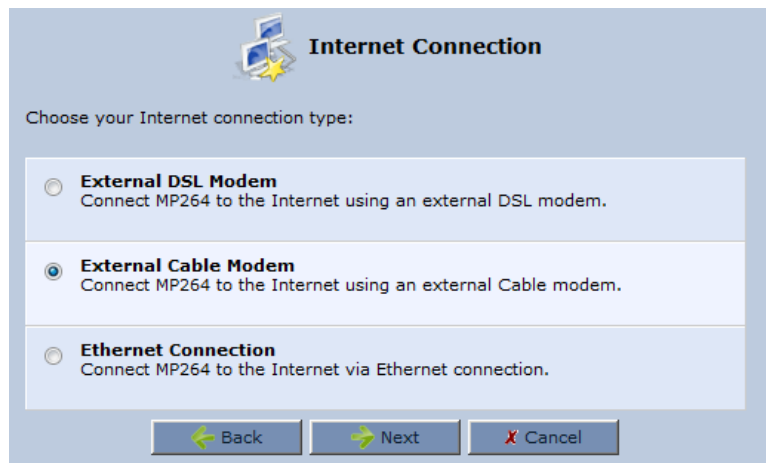 Internet Connection
Choose your Internet connection type:
External DSL Modem
Connect MP264 to the Internet using an external DSL modem.
External Cable Modem
Connect MP264 to the Internet using an external Cable modem.
Ethernet Connection
Connect MP264 to the Internet via Ethernet connection.
Back Next Cancel